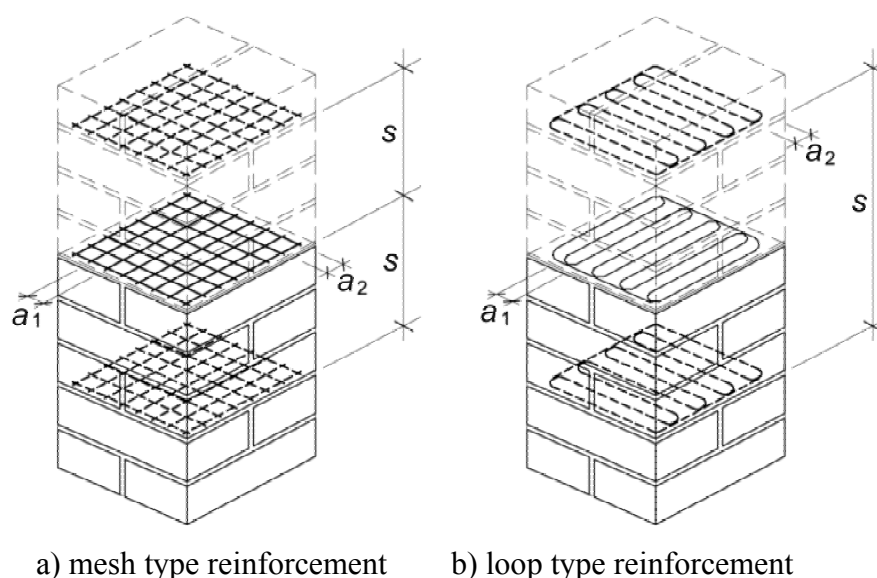 s
s
a1
a2
a2
s
a1
a) mesh type reinforcement
b) loop type reinforcement